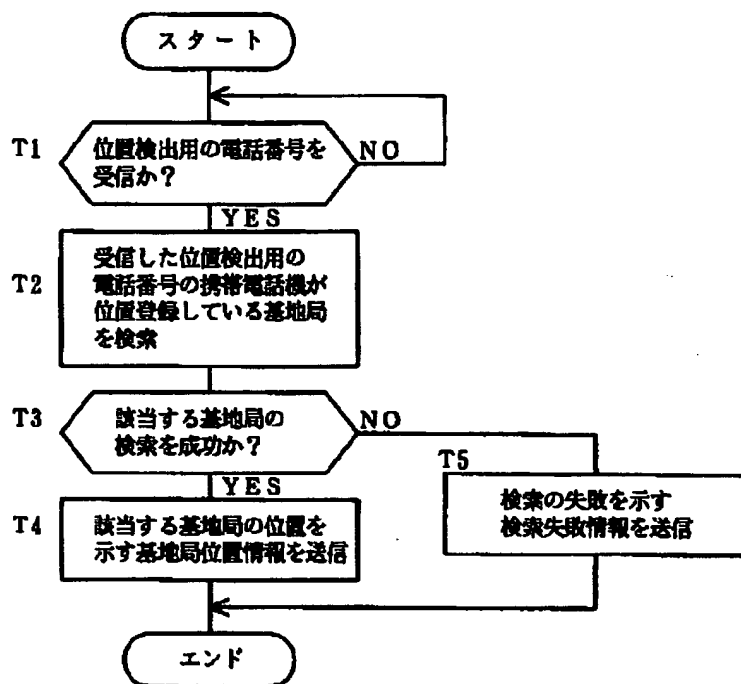 スタート
T1
位置検出用の電話番号を
受信か?
NO
YES
T2
受信した位置検出用の
電話番号の携帯電話機が
位置登録している基地局
を検索
T3
該当する基地局の
検索を成功か?
NO
YES
T5
検索の失敗を示す
検索失敗情報を送信
T4
該当する基地局の位置を
示す基地局位置情報を送信
エンド